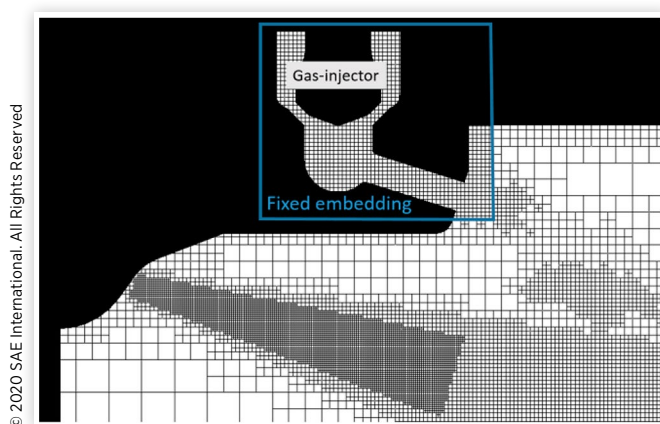 © 2020 SAE International. All Rights Reserved
Gas-injector
Fixed embedding